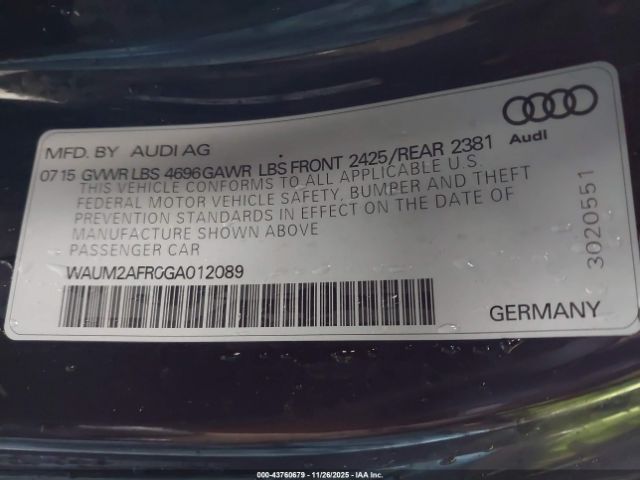 Audi
MFD. BY AUDI AG
0715 GVWR LBS 4696 GAWR LBS FRONT 2425/REAR 2381
THIS VEHICLE CONFORMS TO ALL APPLICABLE U.S.
FEDERAL MOTOR VEHICLE SAFETY, BUMPER AND THEFT
PREVENTION STANDARDS IN EFFECT ON THE DATE OF
MANUFACTURE SHOWN ABOVE
PASSENGER CAR
WAUM2AFR0GA012089
GERMANY
3020551
000-43760679 - 11/26/2025 - IAA Inc.